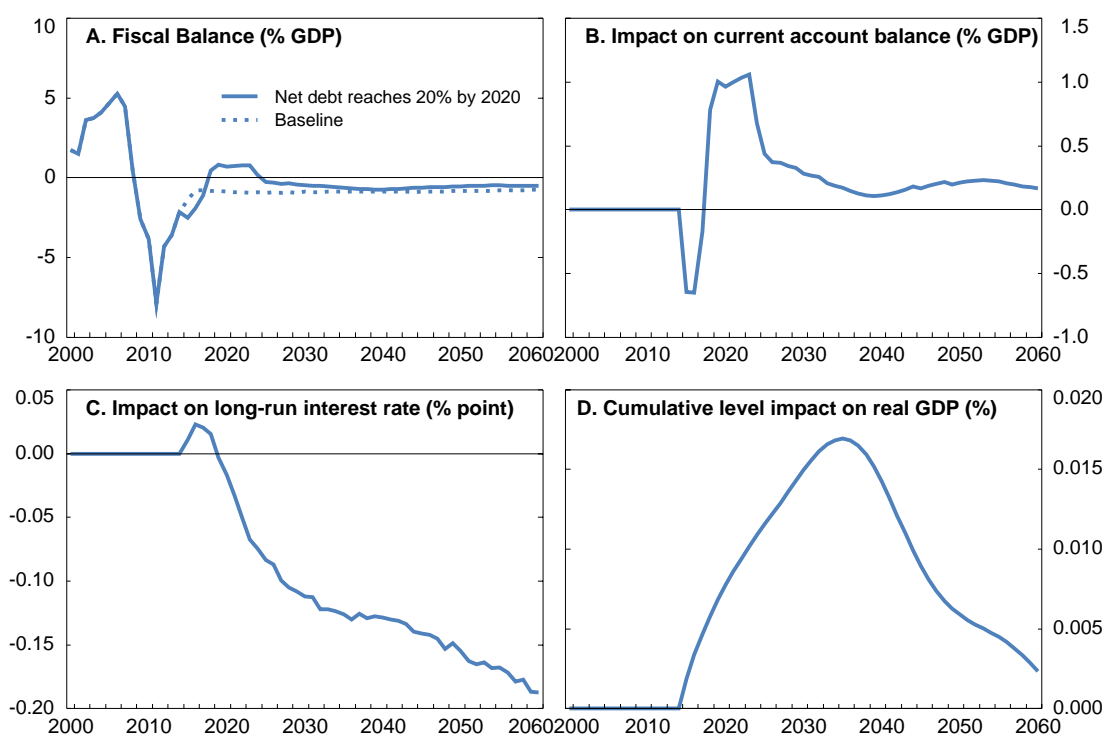 A. Fiscal Balance (% GDP)
10
5
0
-5
-10
Net debt reaches 20% by 2020
Baseline
2000 2010 2020 2030 2040 2050 2060
B. Impact on current account balance (% GDP)
1.5
1.0
0.5
0.0
-0.5
-1.0
2000 2010 2020 2030 2040 2050 2060
C. Impact on long-run interest rate (% point)
0.05
0.00
-0.05
-0.10
-0.15
-0.20
2000 2010 2020 2030 2040 2050 2060
D. Cumulative level impact on real GDP (%)
0.020
0.015
0.010
0.005
0.000
2000 2010 2020 2030 2040 2050 2060